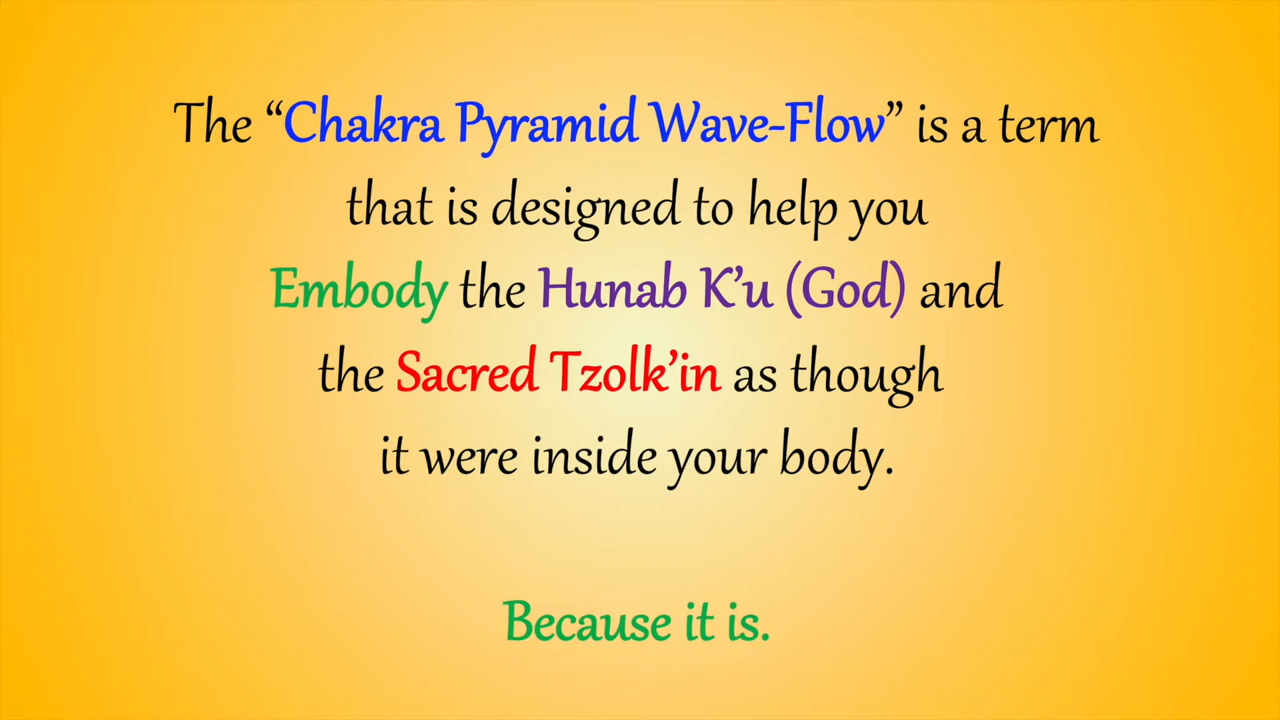 The “Chakra Pyramid Wave-Flow” is a term
that is designed to help you
Embody the Hunab K’u (God) and
the Sacred Tzolk’in as though
it were inside your body.
Because it is.